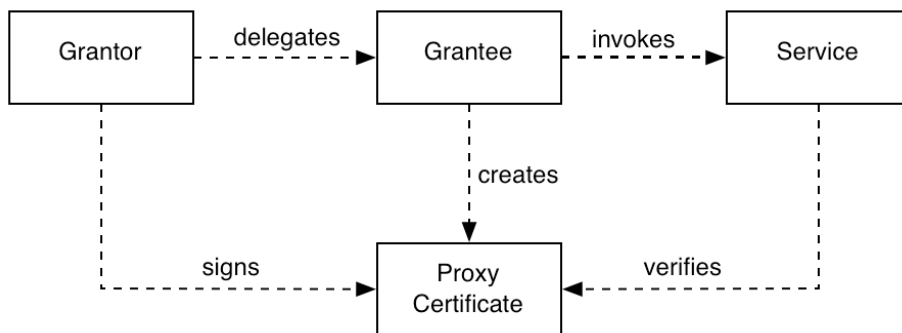 Grantor
delegates
Grantee
invokes
Service
creates
signs
Proxy
Certificate
verifies